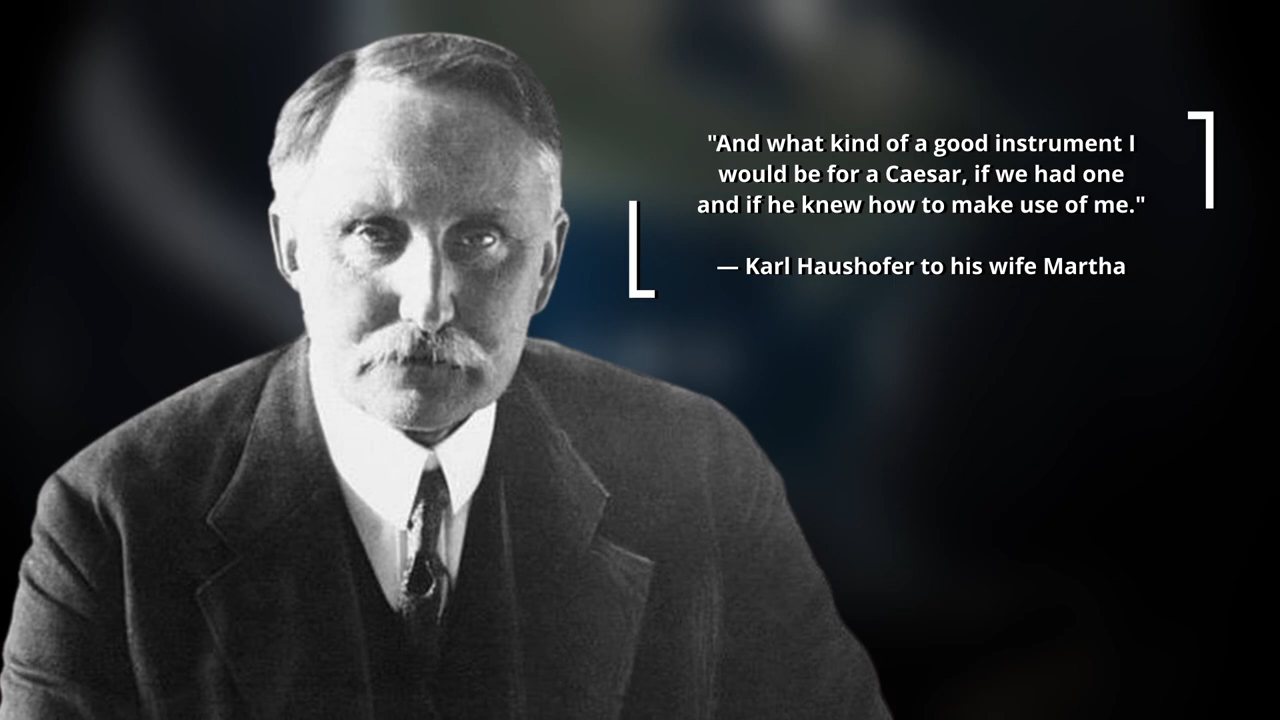 "And what kind of a good instrument I
would be for a Caesar, if we had one
and if he knew how to make use of me."
— Karl Haushofer to his wife Martha